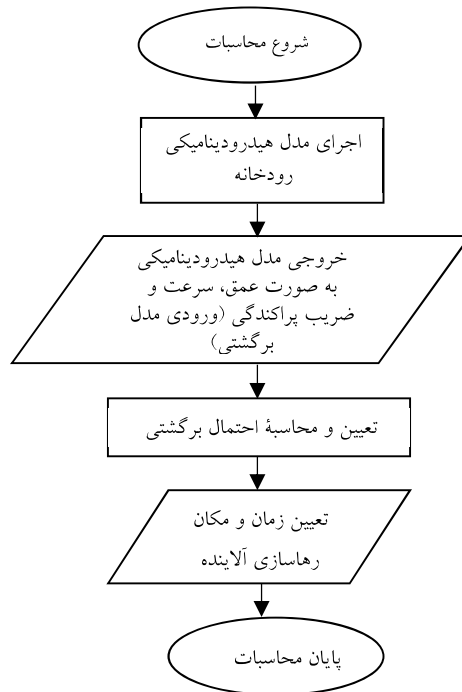 شروع محاسبات
اجرای مدل هیدرودینامیکی
رودخانه
خروجی مدل هیدرودینامیکی
به صورت عمق، سرعت و
ضریب پراکندگی (ورودی مدل
برگشتی)
تعیین و محاسبۀ احتمال برگشتی
تعیین زمان و مکان
رهاسازی آلاینده
پایان محاسبات